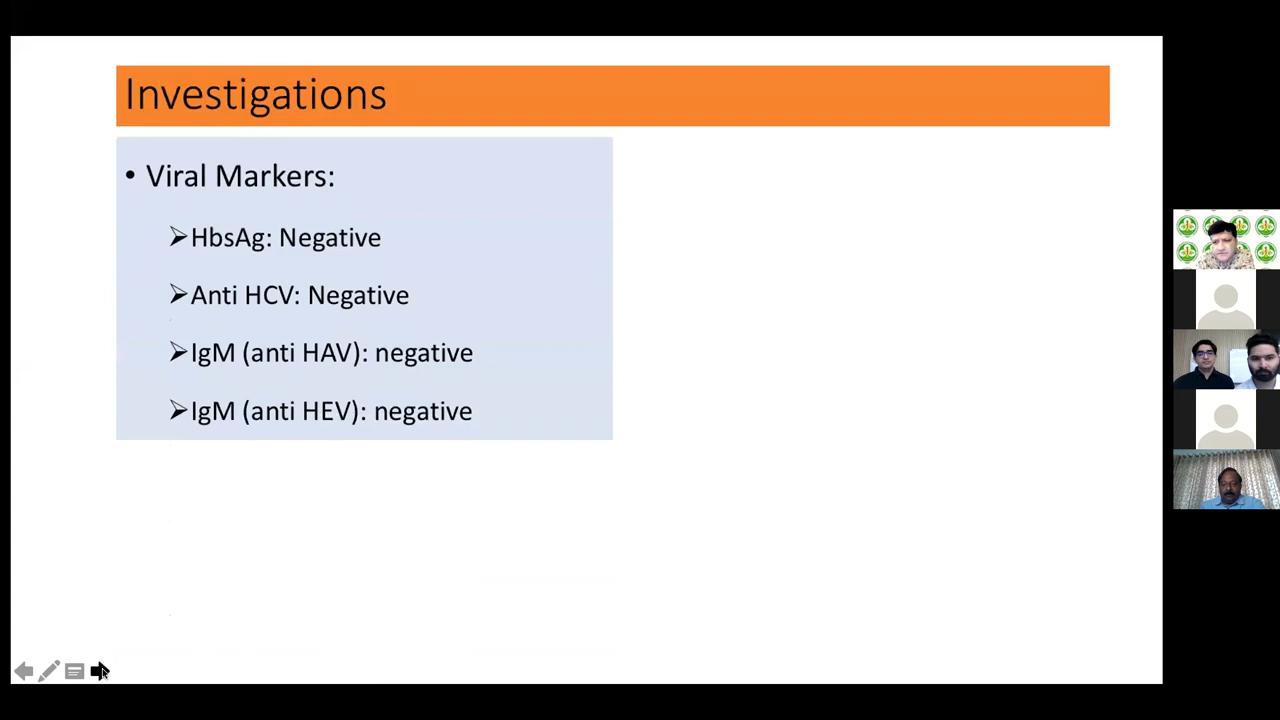 Investigations
• Viral Markers:
➢HbsAg: Negative
➢Anti HCV: Negative
➢IgM (anti HAV): negative
➢IgM (anti HEV): negative